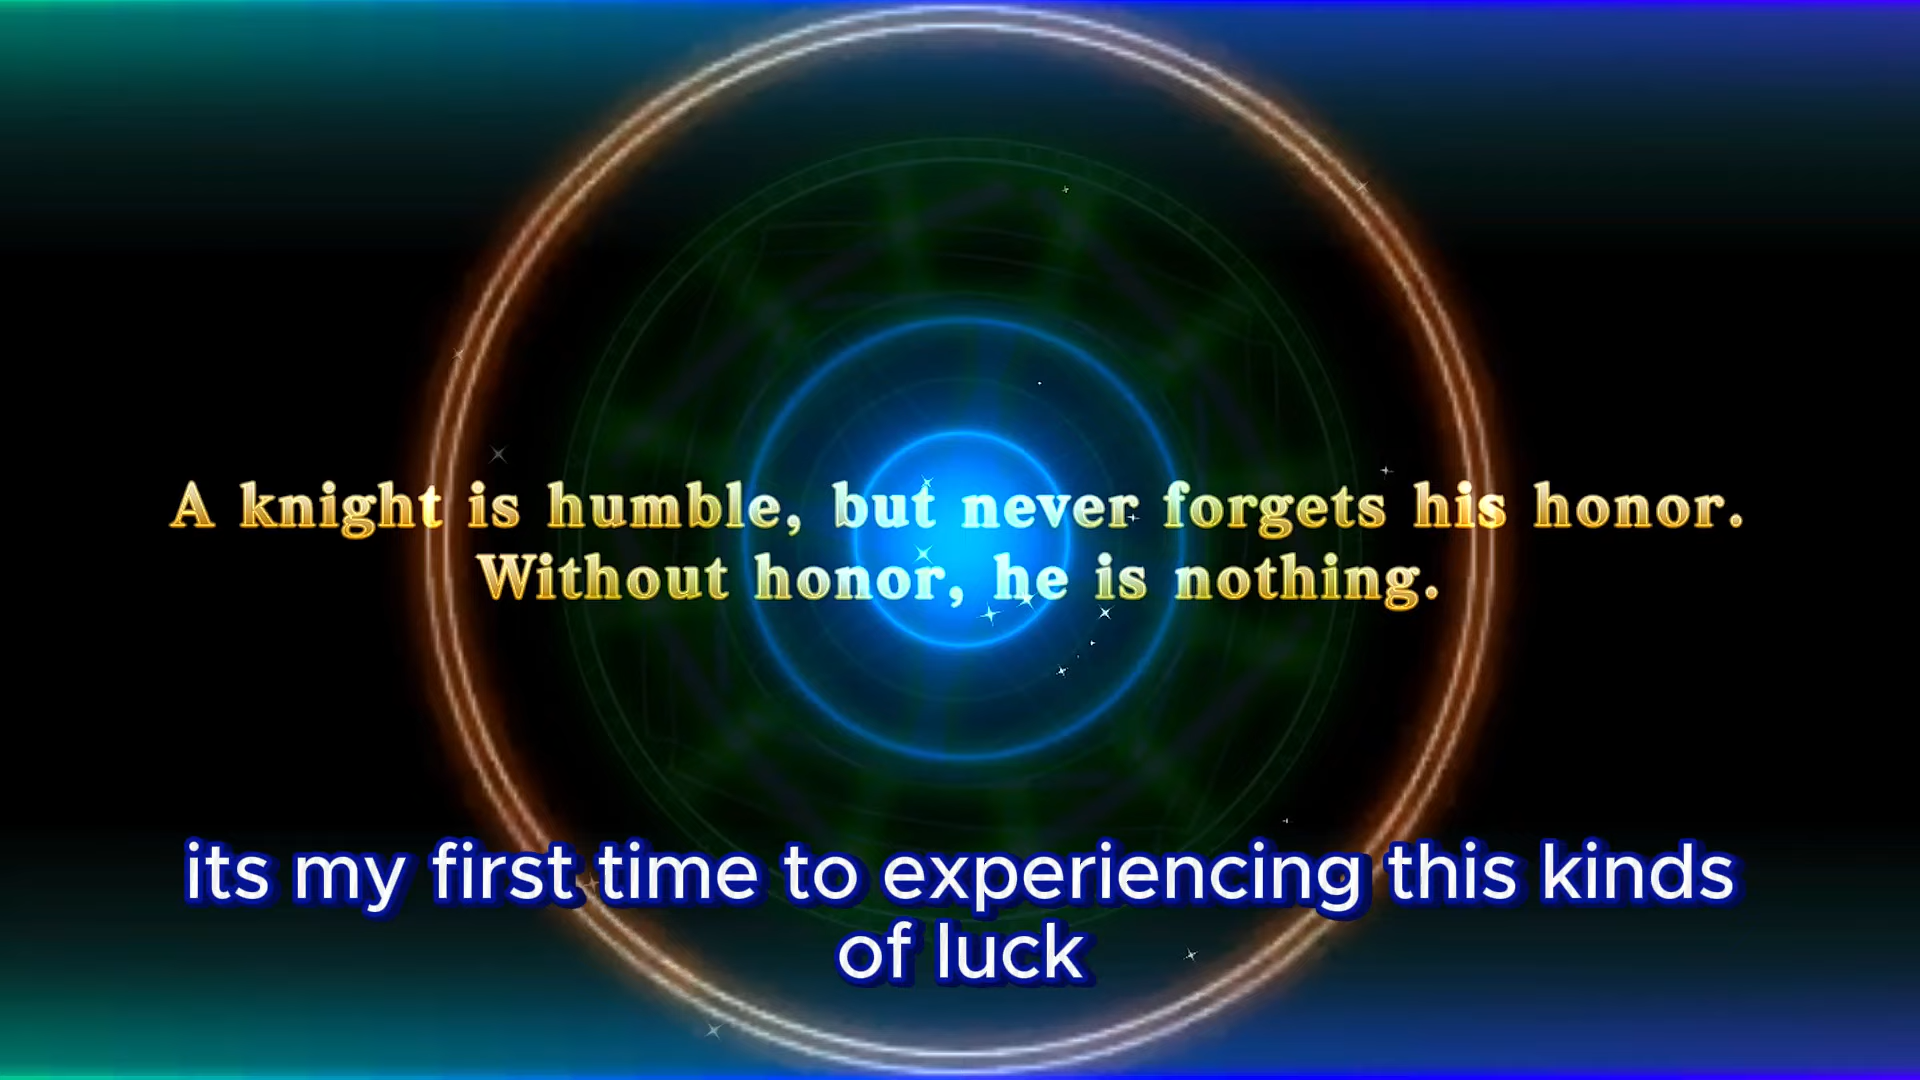 A knight is humble, but never forgets his honor.
Without honor, he is nothing.
its my first time to experiencing this kinds
of luck